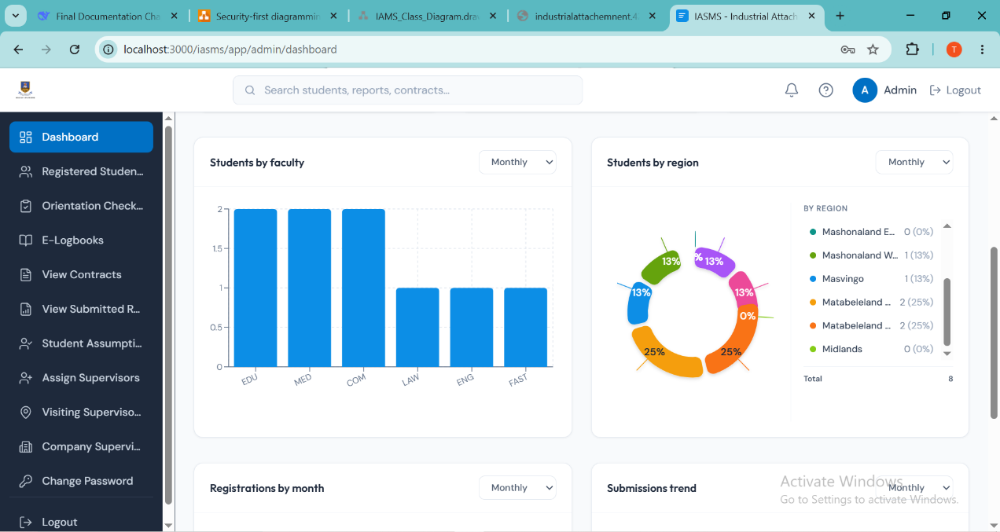 Final Documentation Cha
Security-first diagrammin
IAMS_Class_Diagram.drav
industrialattachemnent.4
IASMS - Industrial Attach
localhost:3000/iasms/app/admin/dashboard
T
Search students, reports, contracts...
A
Admin
Logout
Dashboard
Registered Studen...
Orientation Check...
E-Logbooks
View Contracts
View Submitted R...
Student Assumpti...
Assign Supervisors
Visiting Superviso...
Company Supervi...
Change Password
Logout
Students by faculty
Monthly
2
1.5
1
0.5
0
EDU
MED
COM
LAW
ENG
FAST
Students by region
Monthly
13%
% 13%
13%
13%
0%
25%
25%
BY REGION
Mashonaland E... 0 (0%)
Mashonaland W... 1 (13%)
Masvingo 1 (13%)
Matabeleland ... 2 (25%)
Matabeleland ... 2 (25%)
Midlands 0 (0%)
Total 8
Registrations by month
Monthly
Submissions trend
Monthly
Activate Windows
Go to Settings to activate Windows.